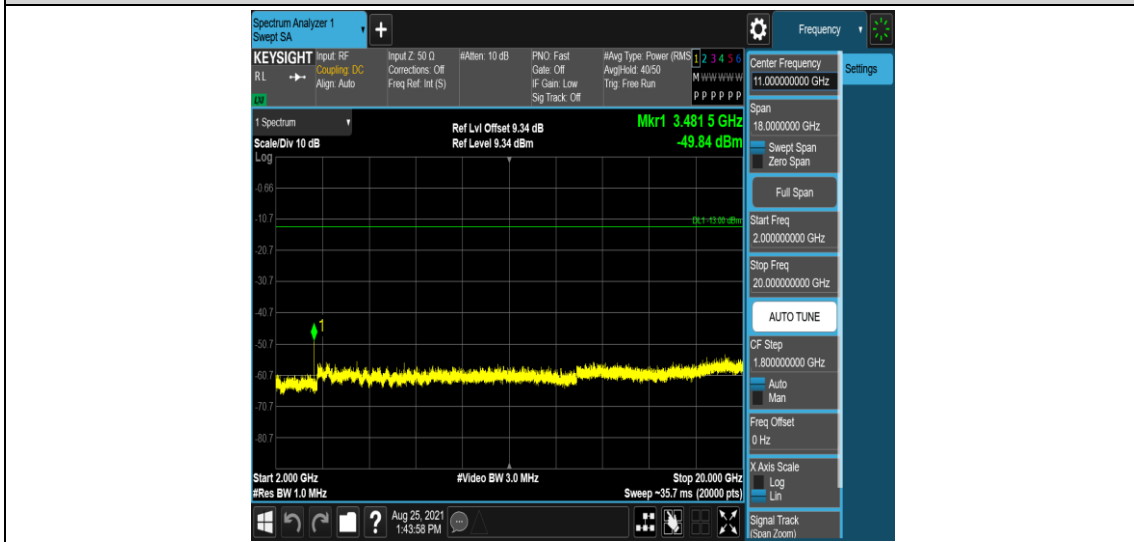 Spectrum Analyzer 1
Swept SA
+
Frequency
KEYSIGHT
RL
Input: RF
Coupling: DC
Align: Auto
Input Z: 50 Ω
Corrections: Off
Freq Ref: Int (S)
#Atten: 10 dB
PNO: Fast
Gate: Off
IF Gain: Low
Sig Track: Off
#Avg Type: Power (RMS
Avg|Hold: 40/50
Trig: Free Run
1 2 3 4 5 6
M W W W W W
P P P P P P
1 Spectrum
Scale/Div 10 dB
Log
Ref Lvl Offset 9.34 dB
Ref Level 9.34 dBm
Mkr1 3.481 5 GHz
-49.84 dBm
-0.66
-10.7
-20.7
-30.7
-40.7
-50.7
-60.7
-70.7
-80.7
DL1 -13.00 dBm
1
Start 2.000 GHz
#Res BW 1.0 MHz
#Video BW 3.0 MHz
Stop 20.000 GHz
Sweep ~35.7 ms (20000 pts)
Center Frequency
11.000000000 GHz
Settings
Span
18.0000000 GHz
Swept Span
Zero Span
Full Span
Start Freq
2.000000000 GHz
Stop Freq
20.000000000 GHz
AUTO TUNE
CF Step
1.800000000 GHz
Auto
Man
Freq Offset
0 Hz
X Axis Scale
Log
Lin
Signal Track
(Span Zoom)
?
Aug 25, 2021
1:43:58 PM